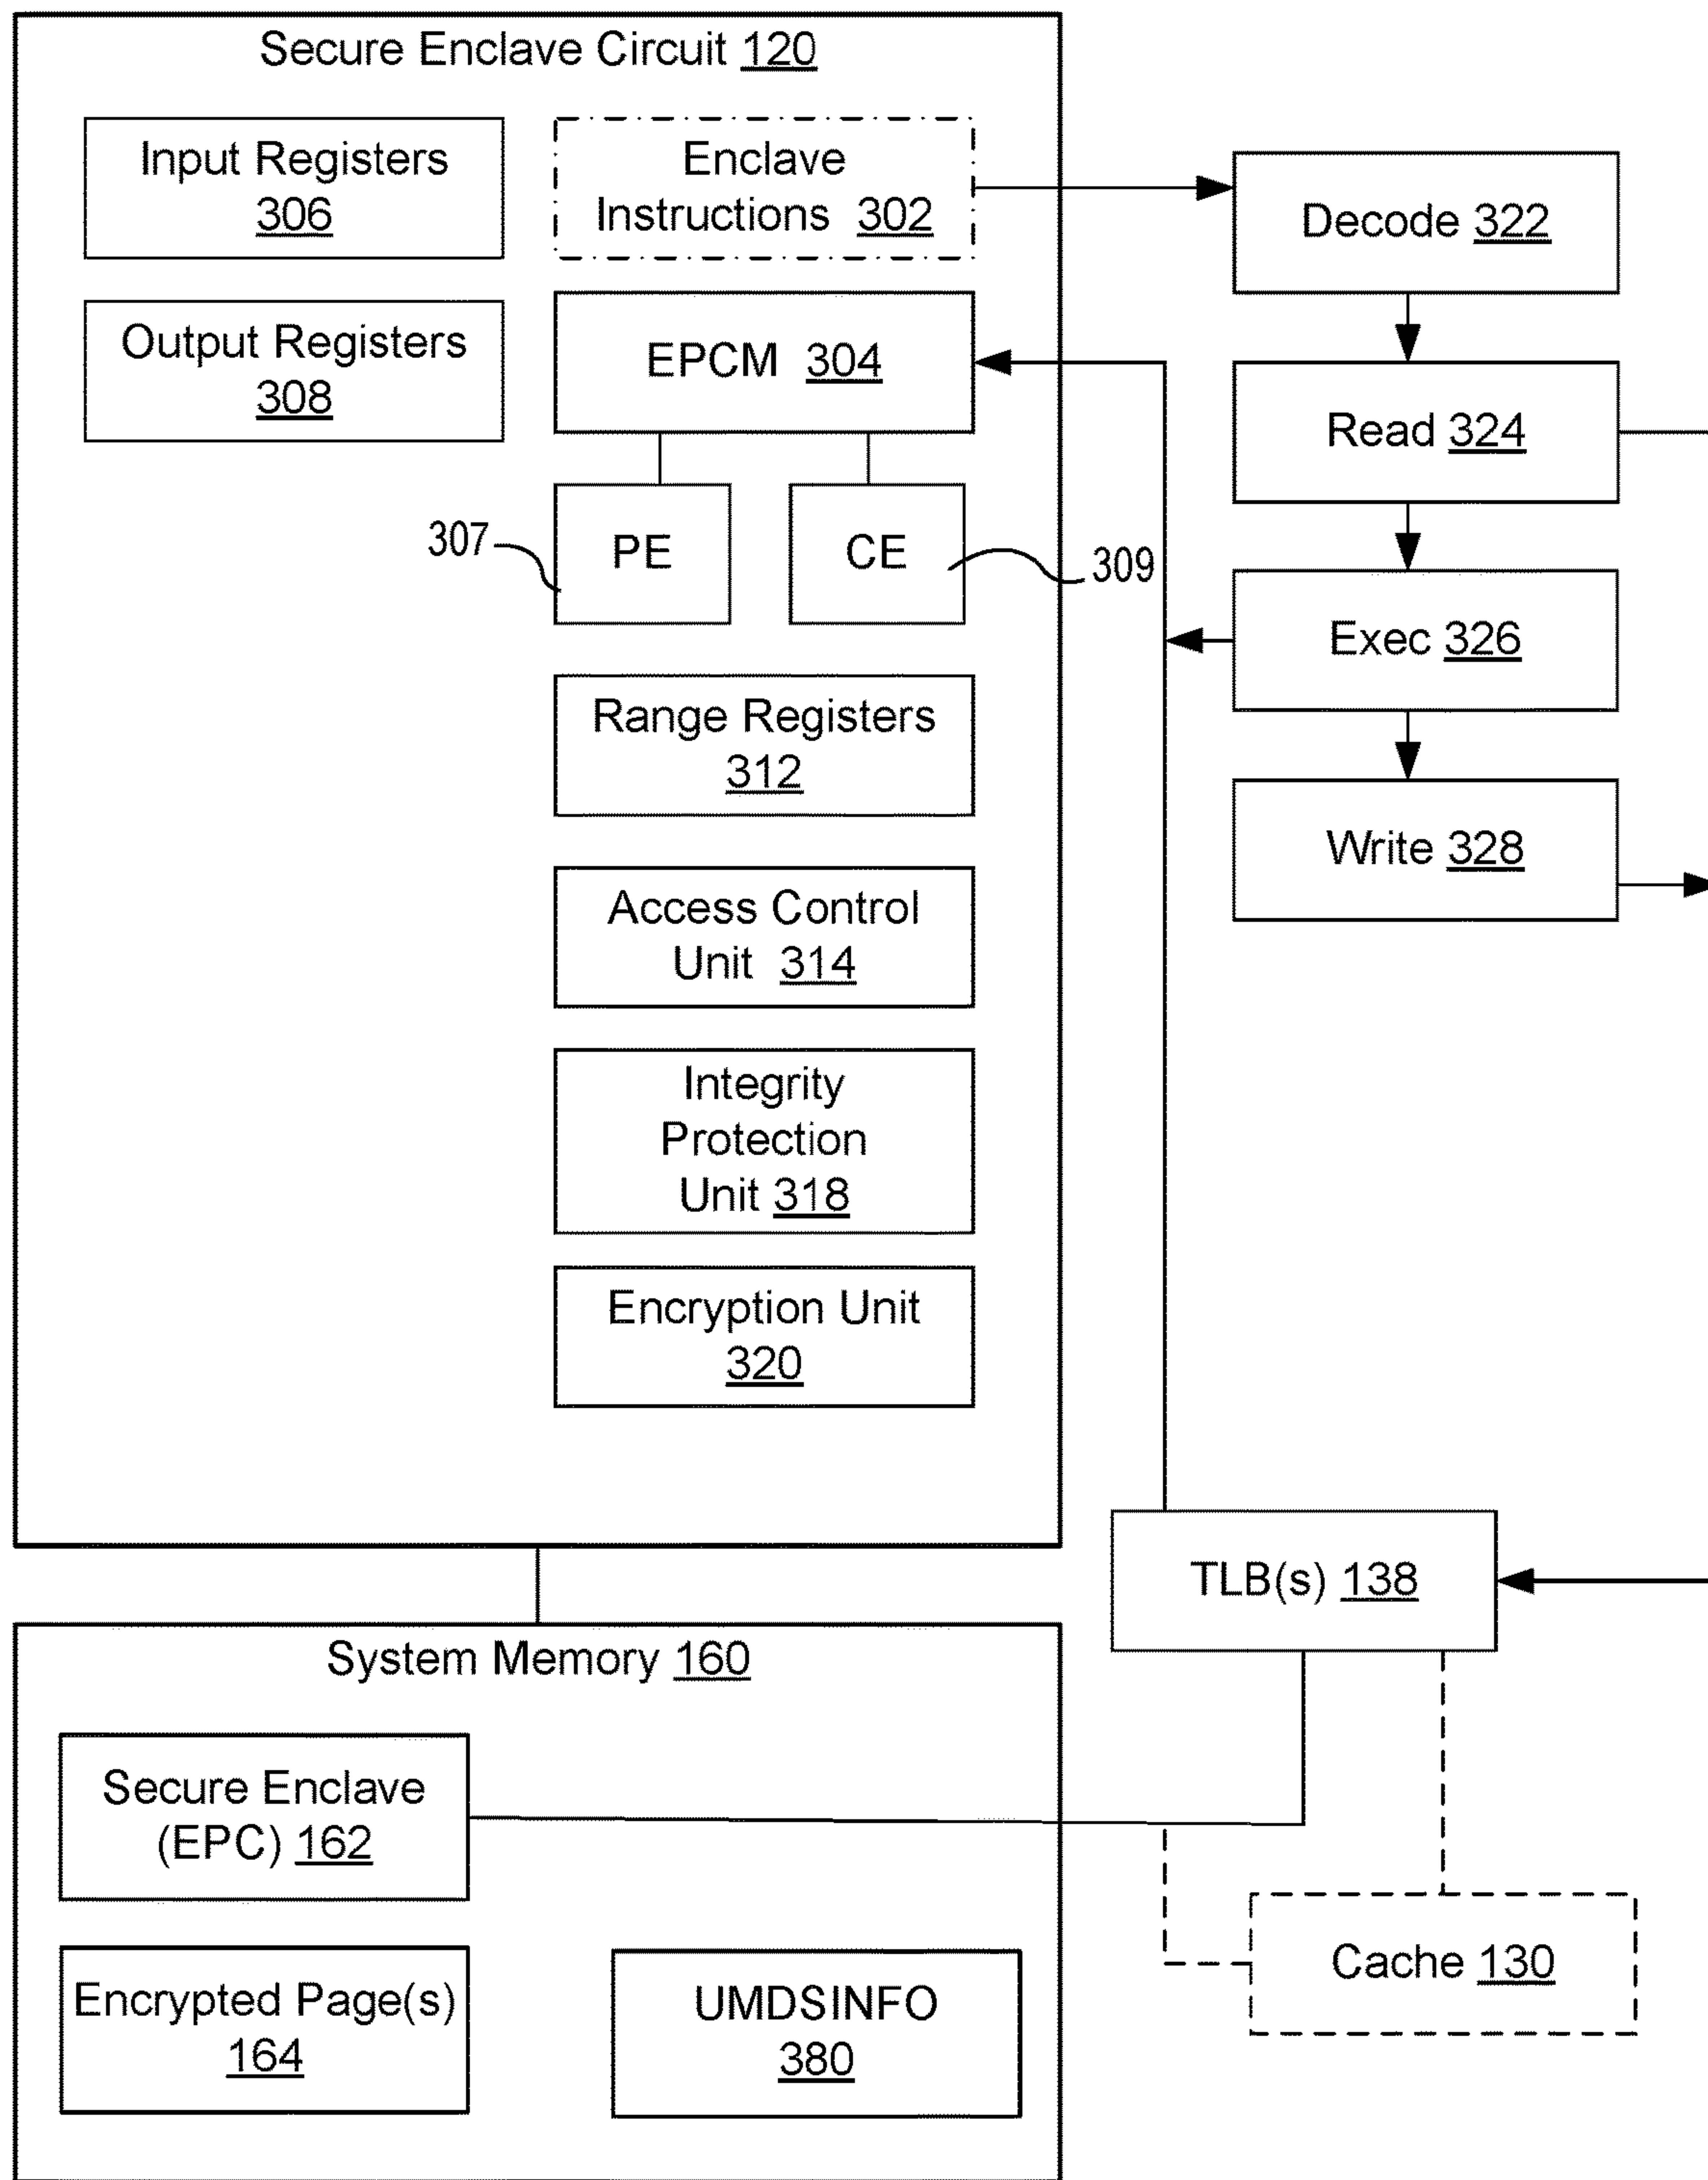 Secure Enclave Circuit 120
Input Registers
306
Enclave
Instructions 302
Output Registers
308
EPCM 304
307
PE
CE
309
Range Registers
312
Access Control
Unit 314
Integrity
Protection
Unit 318
Encryption Unit
320
Decode 322
Read 324
Exec 326
Write 328
TLB(s) 138
System Memory 160
Secure Enclave
(EPC) 162
Encrypted Page(s)
164
UMDSINFO
380
Cache 130